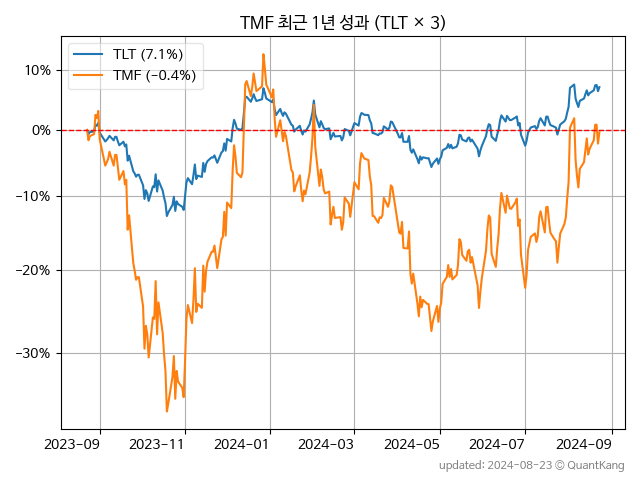 TMF 최근 1년 성과 (TLT × 3)
TLT (7.1%)
TMF (−0.4%)
10%
0%
−10%
−20%
−30%
2023-09 2023-11 2024-01 2024-03 2024-05 2024-07 2024-09
updated: 2024-08-23 © QuantKang